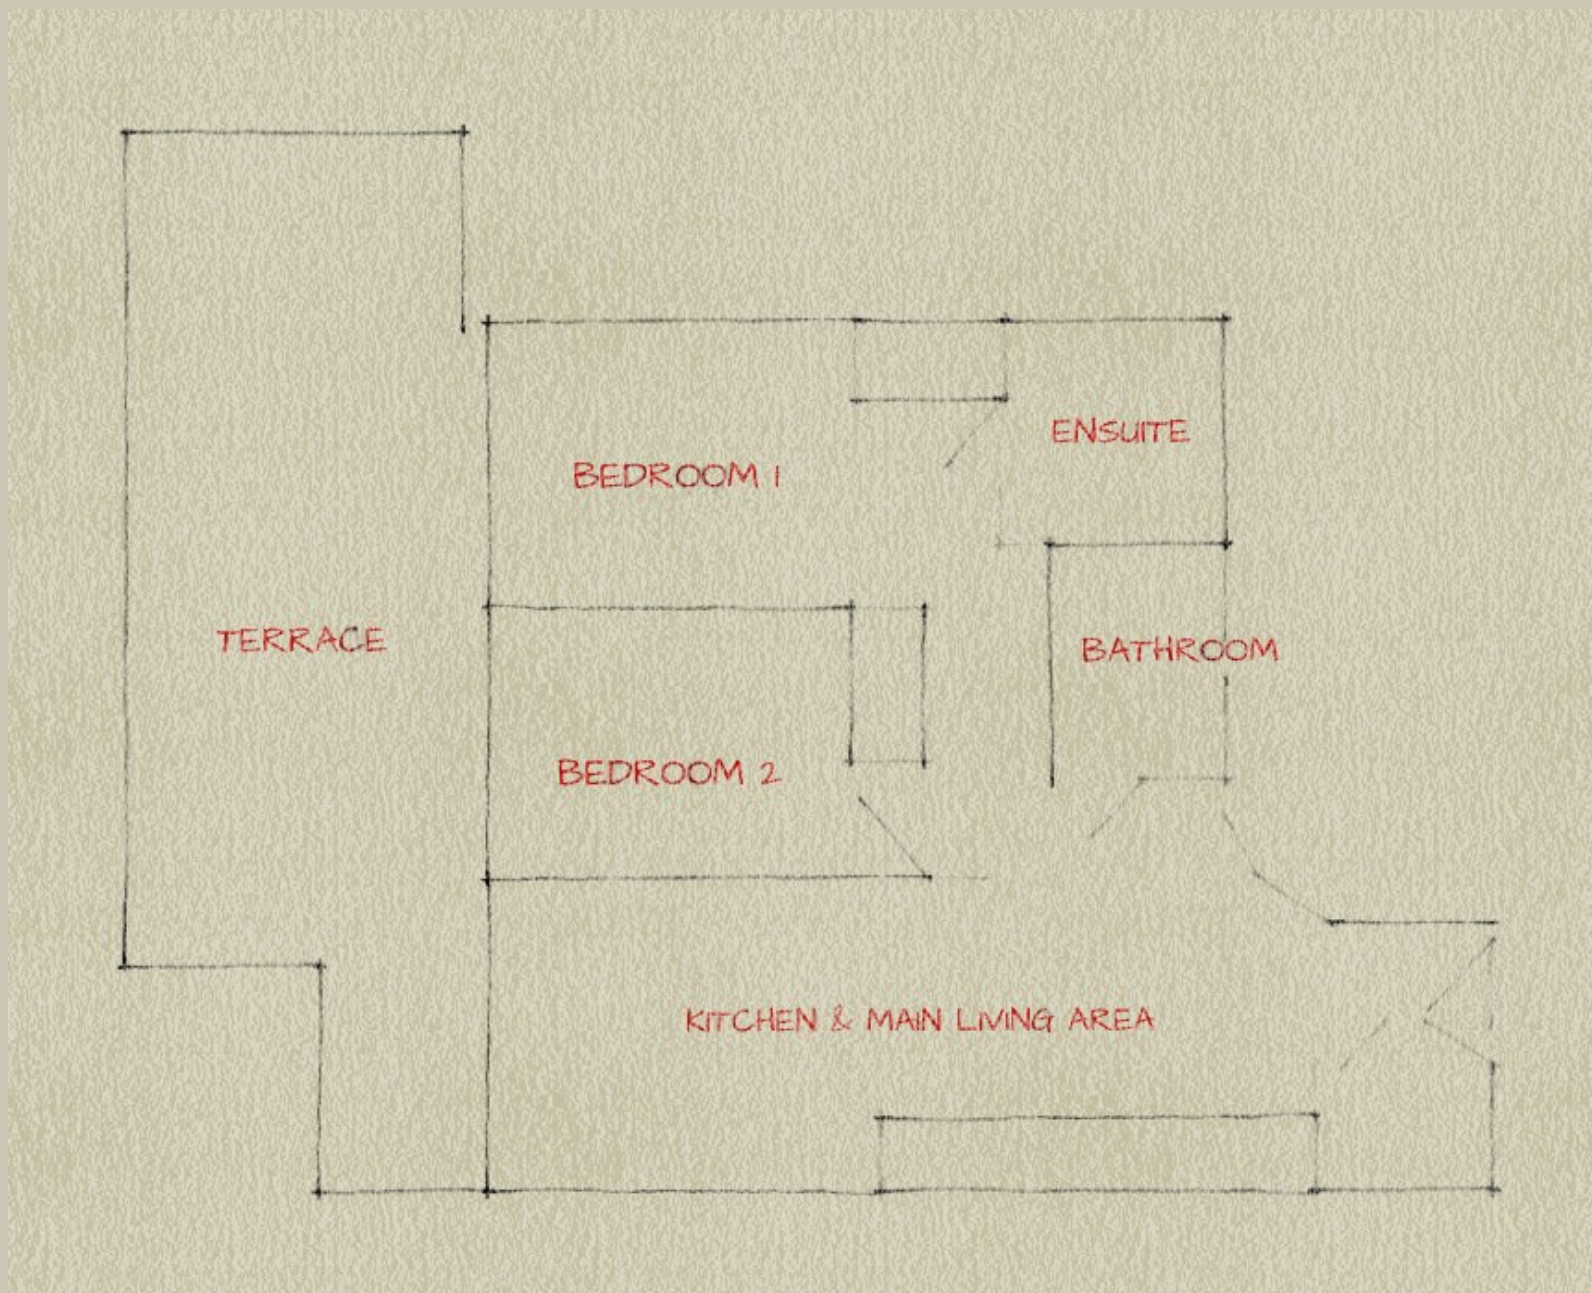 ENSUITE
BEDROOM 1
TERRACE
BATHROOM
BEDROOM 2
KITCHEN & MAIN LIVING AREA